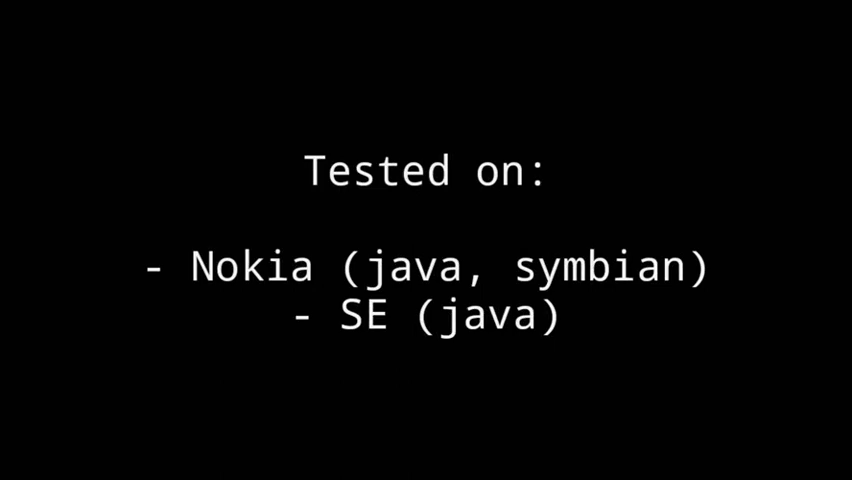 Tested on:
- Nokia (java, symbian)
- SE (java)